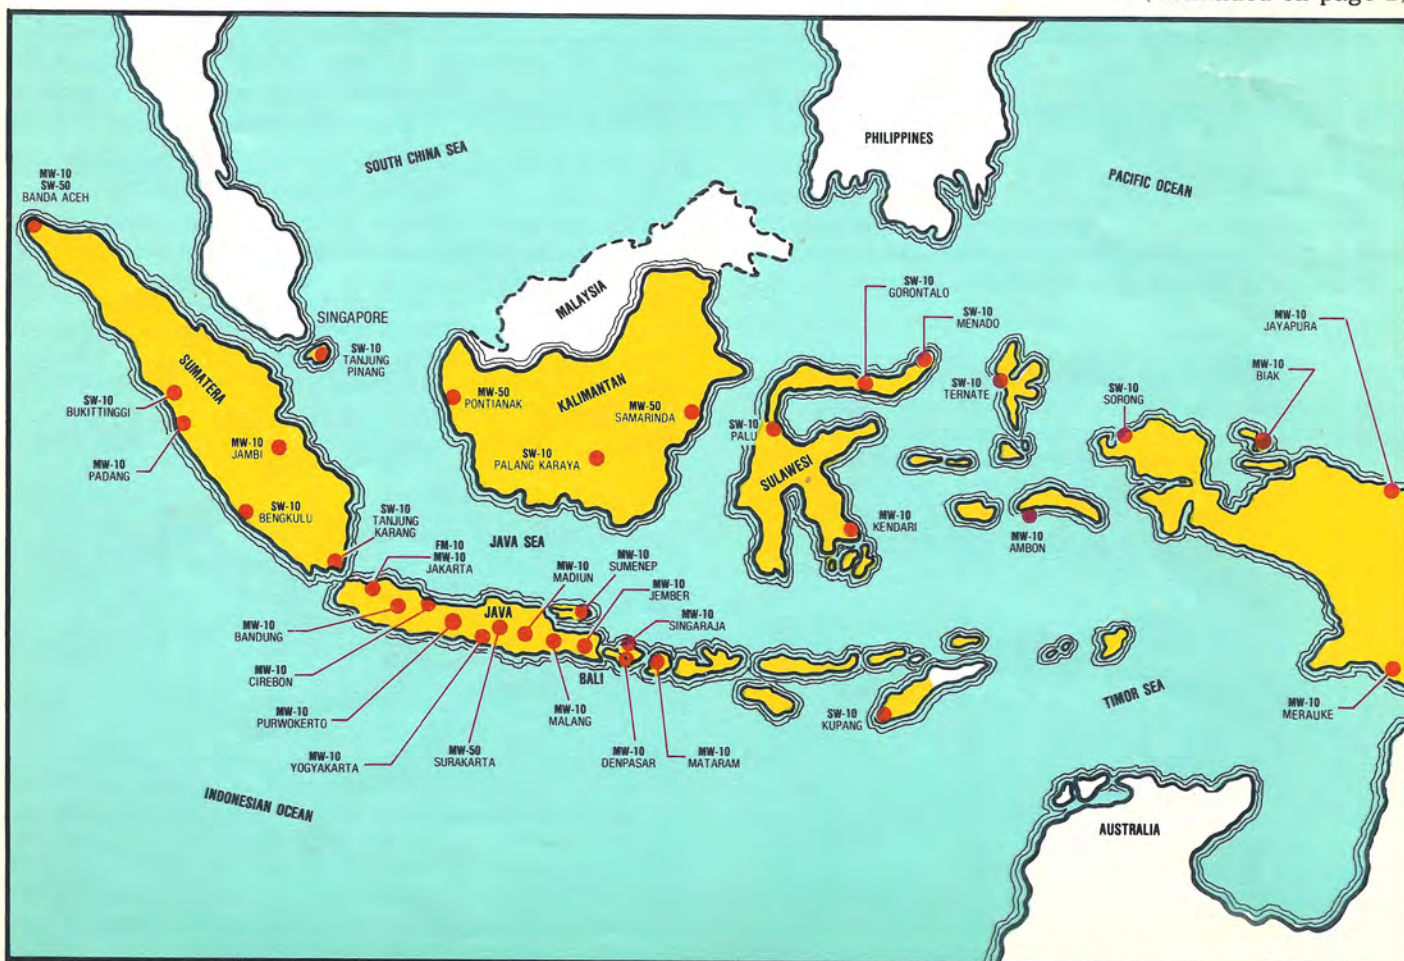 PHILIPPINES
SOUTH CHINA SEA
PACIFIC OCEAN
MW-10
SW-50
BANDA ACEH
MALAYSIA
SW-10
GORONTALO
SW-10
MENADO
MW-10
JAYAPURA
SINGAPORE
SW-10
TANJUNG
PINANG
SUMATERA
MW-10
BIAK
SW-10
TERNATE
SW-10
SORONG
SW-10
BUKITTINGGI
MW-50
PONTIANAK
KALIMANTAN
MW-50
SAMARINDA
SW-10
PALU
MW-10
JAMBI
MW-10
PADANG
SW-10
PALANG KARAYA
SULAWESI
SW-10
BENGKULU
SW-10
TANJUNG
KARANG
MW-10
KENDARI
MW-10
AMBON
JAVA SEA
FM-10
MW-10
JAKARTA
MW-10
MADIUN
MW-10
SUMENEP
MW-10
JEMBER
JAVA
MW-10
SINGARAJA
MW-10
BANDUNG
MW-10
CIREBON
BALI
MW-10
PURWOKERTO
MW-10
MALANG
SW-10
KUPANG
TIMOR SEA
MW-10
MERAUKE
MW-10
YOGYAKARTA
MW-50
SURAKARTA
MW-10
DENPASAR
MW-10
MATARAM
INDONESIAN OCEAN
AUSTRALIA